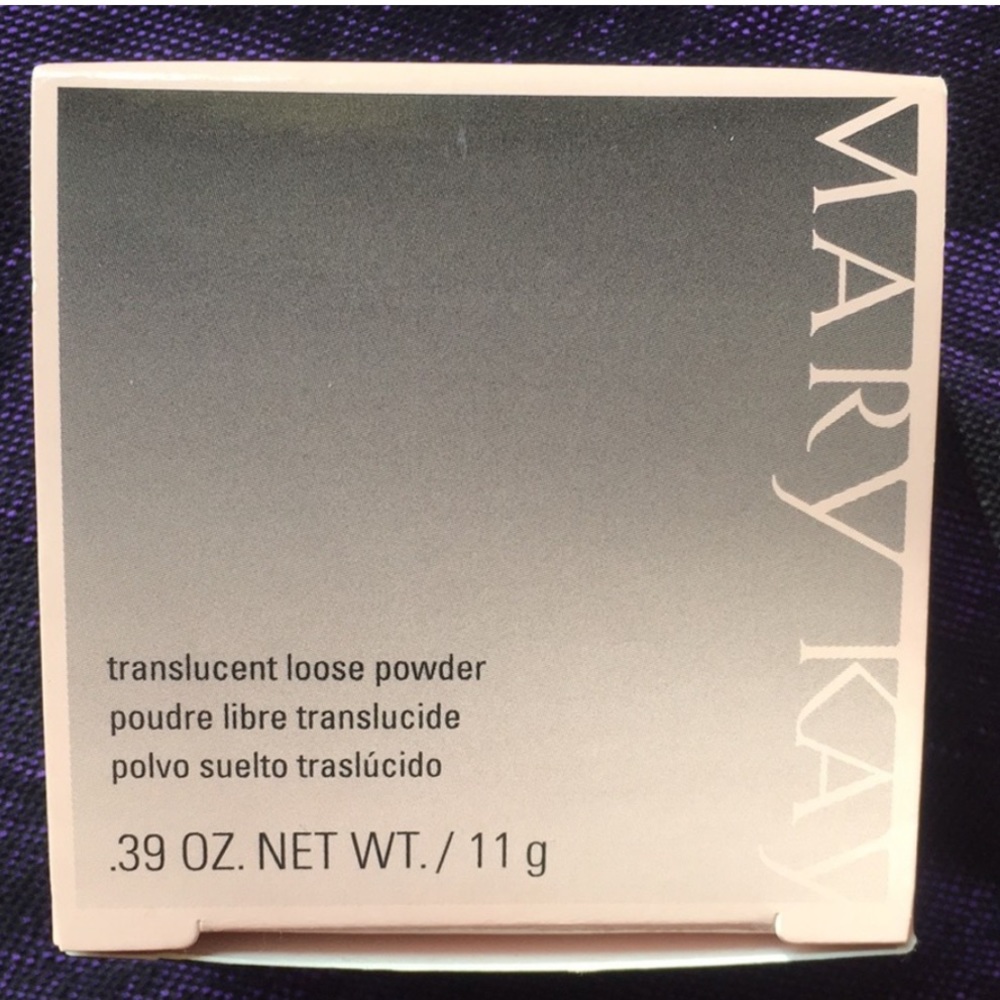 MARY KAY
translucent loose powder
poudre libre translucide
polvo suelto traslúcido
.39 OZ. NET WT. / 11 g